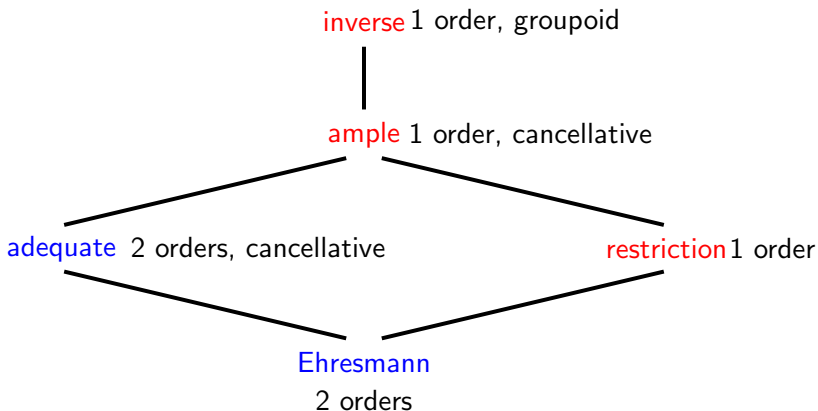 inverse 1 order, groupoid
ample 1 order, cancellative
adequate 2 orders, cancellative
restriction 1 order
Ehresmann
2 orders